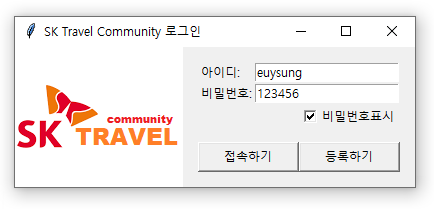 SK Travel Community 로그인
아이디: euysung
비밀번호: 123456
비밀번호표시
SK community TRAVEL
접속하기 등록하기